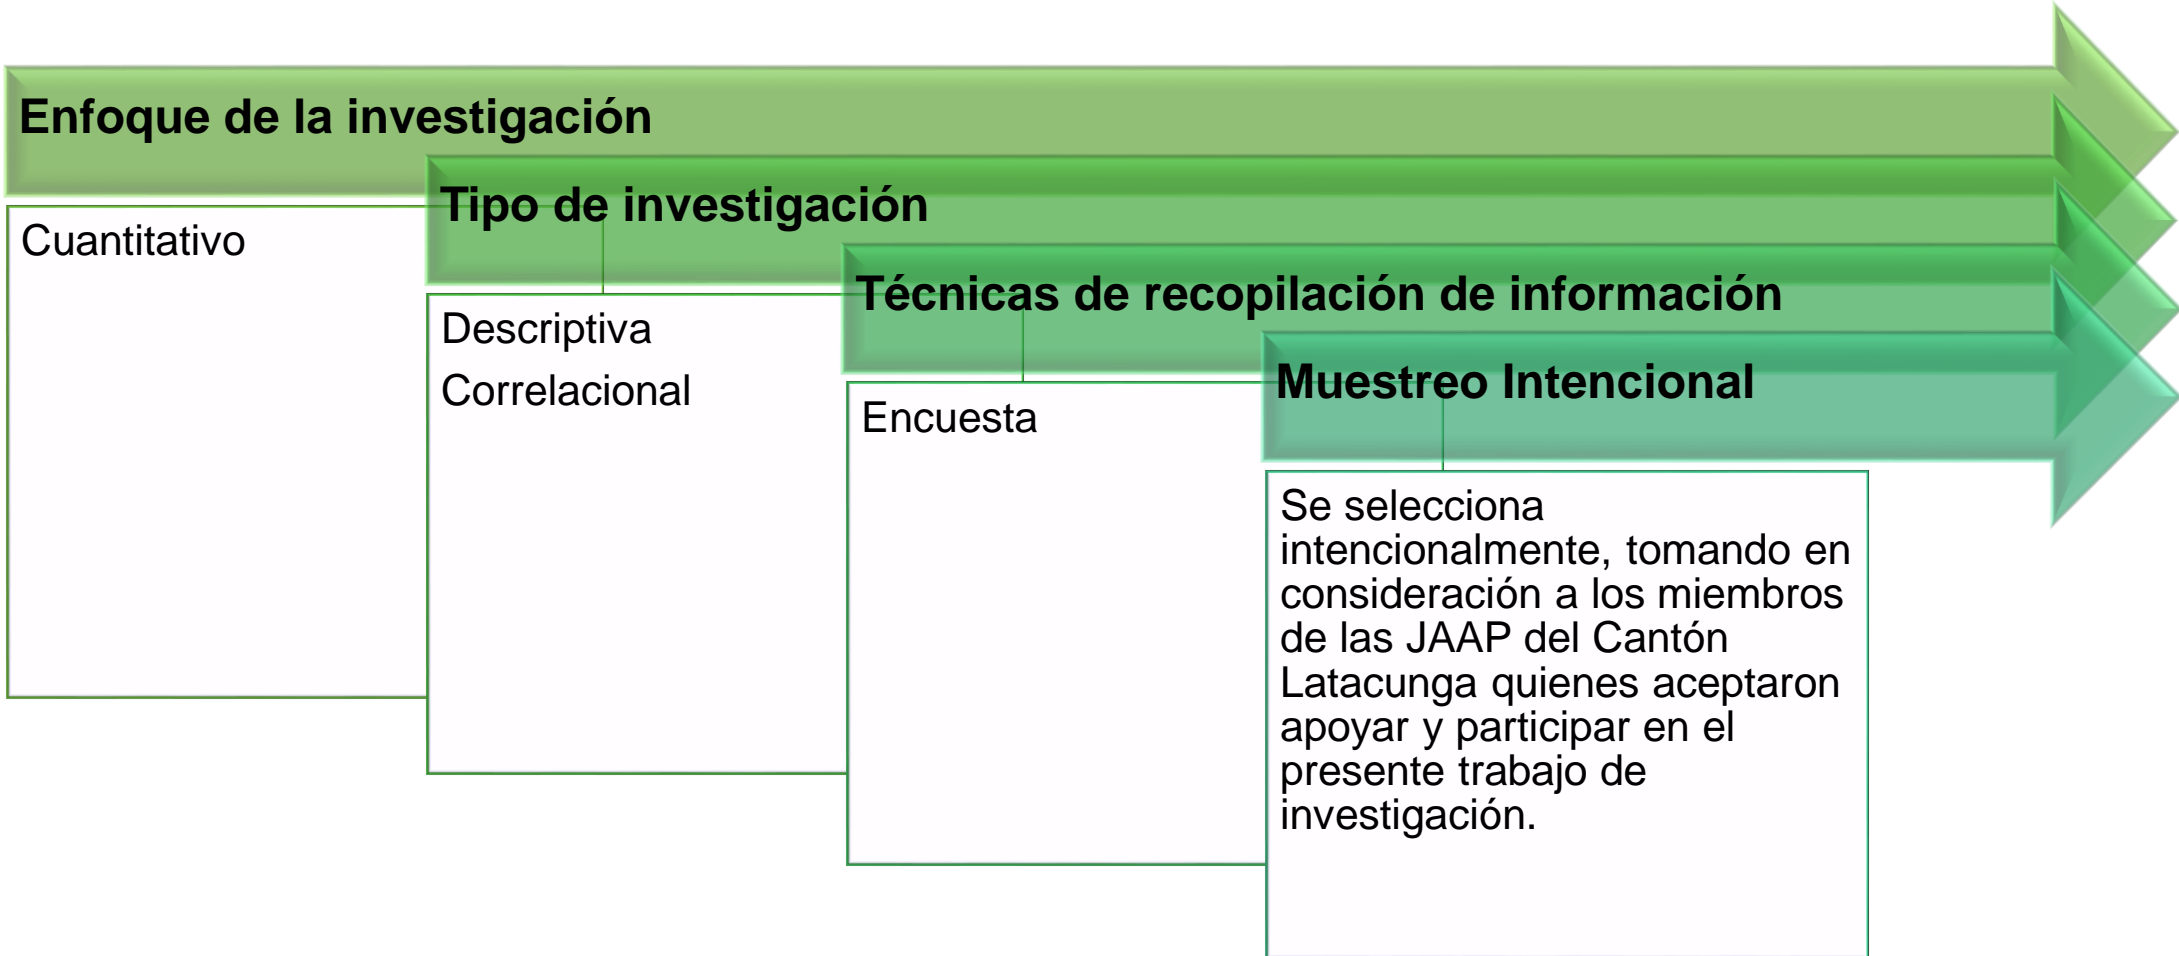 Enfoque de la investigación
Cuantitativo
Tipo de investigación
Descriptiva
Correlacional
Técnicas de recopilación de información
Encuesta
Muestreo Intencional
Se selecciona
intencionalmente, tomando en
consideración a los miembros
de las JAAP del Cantón
Latacunga quienes aceptaron
apoyar y participar en el
presente trabajo de
investigación.